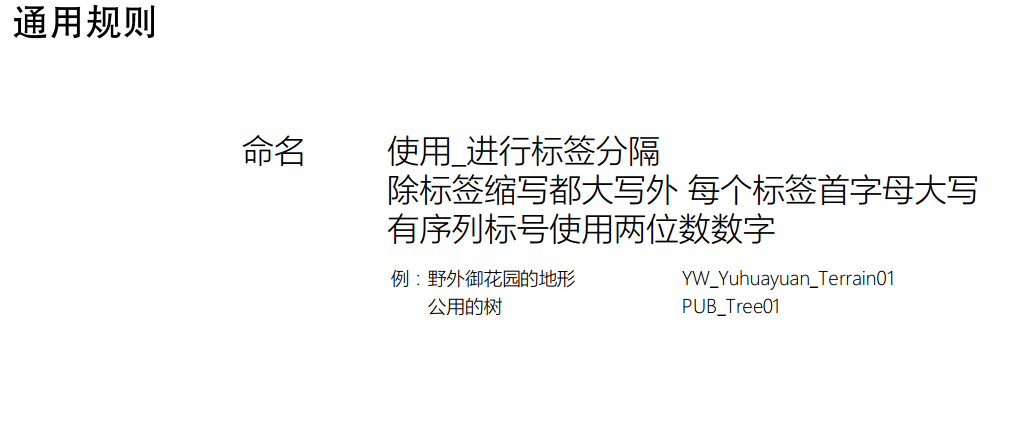 通用规则
命名
使用_进行标签分隔
除标签缩写都大写外 每个标签首字母大写
有序列标号使用两位数数字
例：野外御花园的地形 YW_Yuhuayuan_Terrain01
公用的树 PUB_Tree01